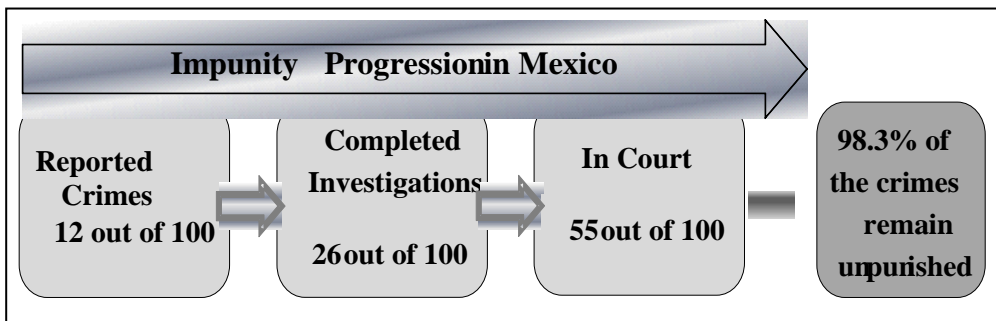 Impunity Progressionin Mexico
Reported
Crimes
12 out of 100
Completed
Investigations
26out of 100
In Court
55out of 100
98.3% of
the crimes
remain
unpunished